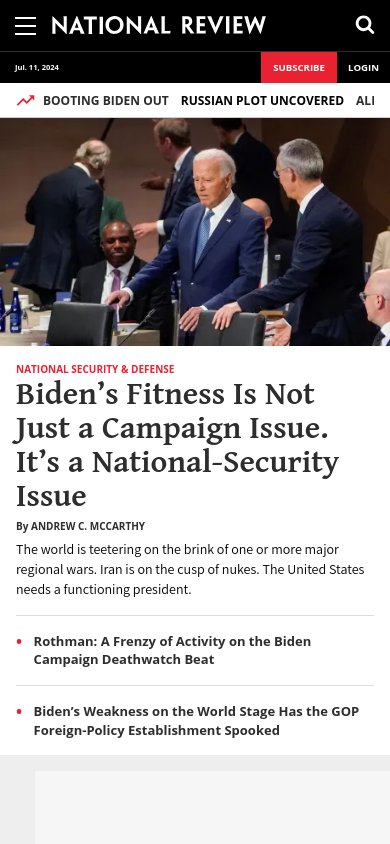 NATIONAL REVIEW
Jul. 11, 2024
SUBSCRIBE
LOGIN
BOOTING BIDEN OUT RUSSIAN PLOT UNCOVERED
NATIONAL SECURITY & DEFENSE
Biden’s Fitness Is Not
Just a Campaign Issue.
It’s a National-Security
Issue
By ANDREW C. MCCARTHY
The world is teetering on the brink of one or more major
regional wars. Iran is on the cusp of nukes. The United States
needs a functioning president.
• Rothman: A Frenzy of Activity on the Biden
Campaign Deathwatch Beat
• Biden’s Weakness on the World Stage Has the GOP
Foreign-Policy Establishment Spooked